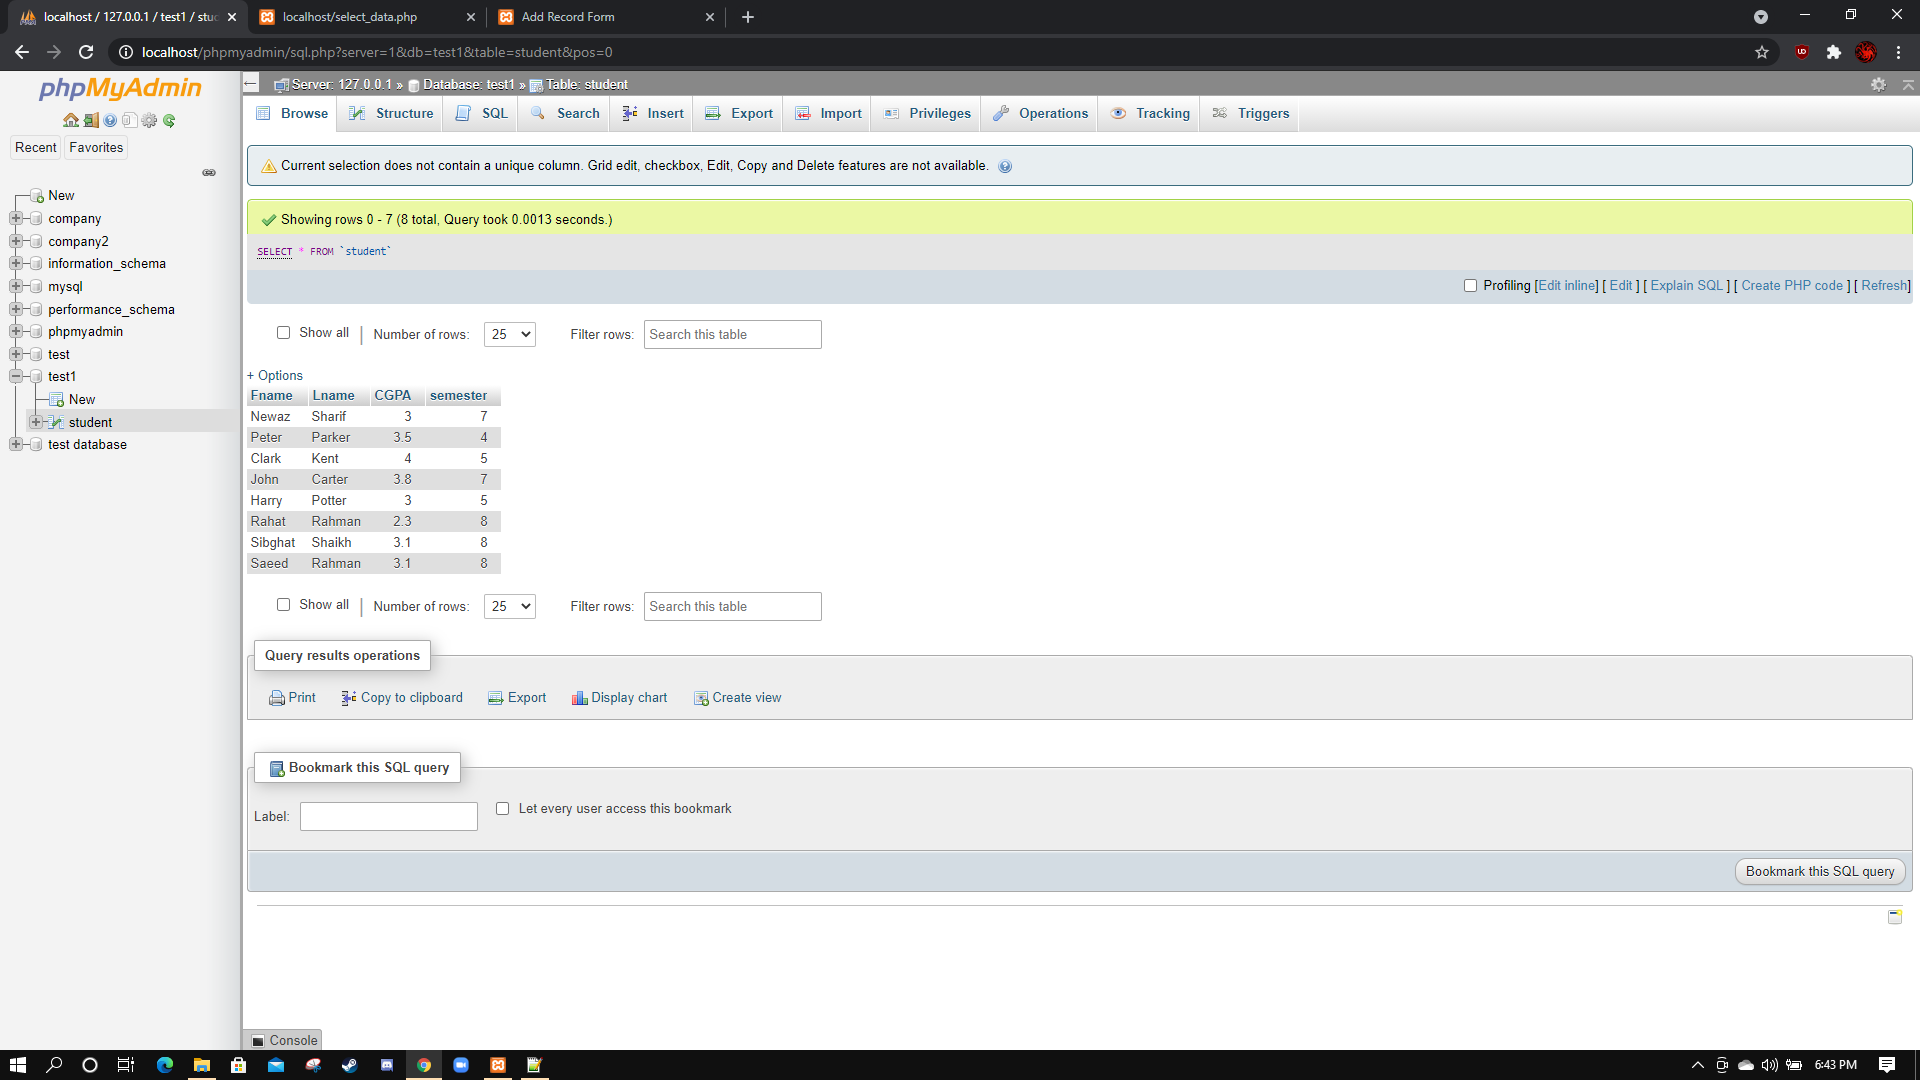 localhost / 127.0.0.1 / test1 / stuc
localhost/select_data.php
Add Record Form
localhost/phpmyadmin/sql.php?server=1&db=test1&table=student&pos=0
phpMyAdmin
Recent
Favorites
New
company
company2
information_schema
mysql
performance_schema
phpmyadmin
test
test1
New
student
test database
Server: 127.0.0.1 » Database: test1 » Table: student
Browse Structure SQL Search Insert Export Import Privileges Operations Tracking Triggers
Current selection does not contain a unique column. Grid edit, checkbox, Edit, Copy and Delete features are not available.
Showing rows 0 - 7 (8 total, Query took 0.0013 seconds.)
SELECT * FROM `student`
Profiling [Edit inline] [ Edit ] [ Explain SQL ] [ Create PHP code ] [ Refresh]
Show all | Number of rows: 25 Filter rows: Search this table
+ Options
Fname Lname CGPA semester
Newaz Sharif 3 7
Peter Parker 3.5 4
Clark Kent 4 5
John Carter 3.8 7
Harry Potter 3 5
Rahat Rahman 2.3 8
Sibghat Shaikh 3.1 8
Saeed Rahman 3.1 8
Show all | Number of rows: 25 Filter rows: Search this table
Query results operations
Print Copy to clipboard Export Display chart Create view
Bookmark this SQL query
Label: Let every user access this bookmark
Bookmark this SQL query
Console
6:43 PM